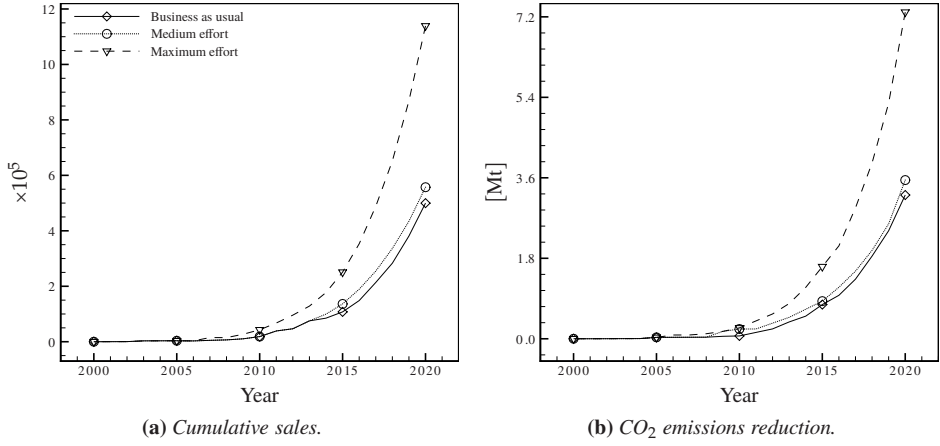 12
10
8
6
4
2
0
×10⁵
Business as usual
Medium effort
Maximum effort
2000 2005 2010 2015 2020
Year
(a) Cumulative sales.
7.2
5.4
3.6
1.8
0.0
[Mt]
2000 2005 2010 2015 2020
Year
(b) CO₂ emissions reduction.